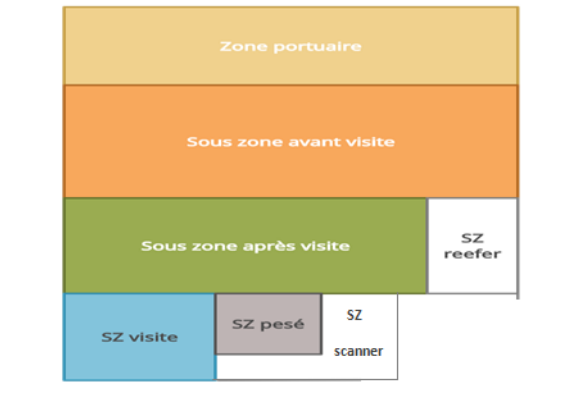 Zone portuaire
Sous zone avant visite
Sous zone après visite
SZ
reefer
SZ visite
SZ pesé
SZ
scanner